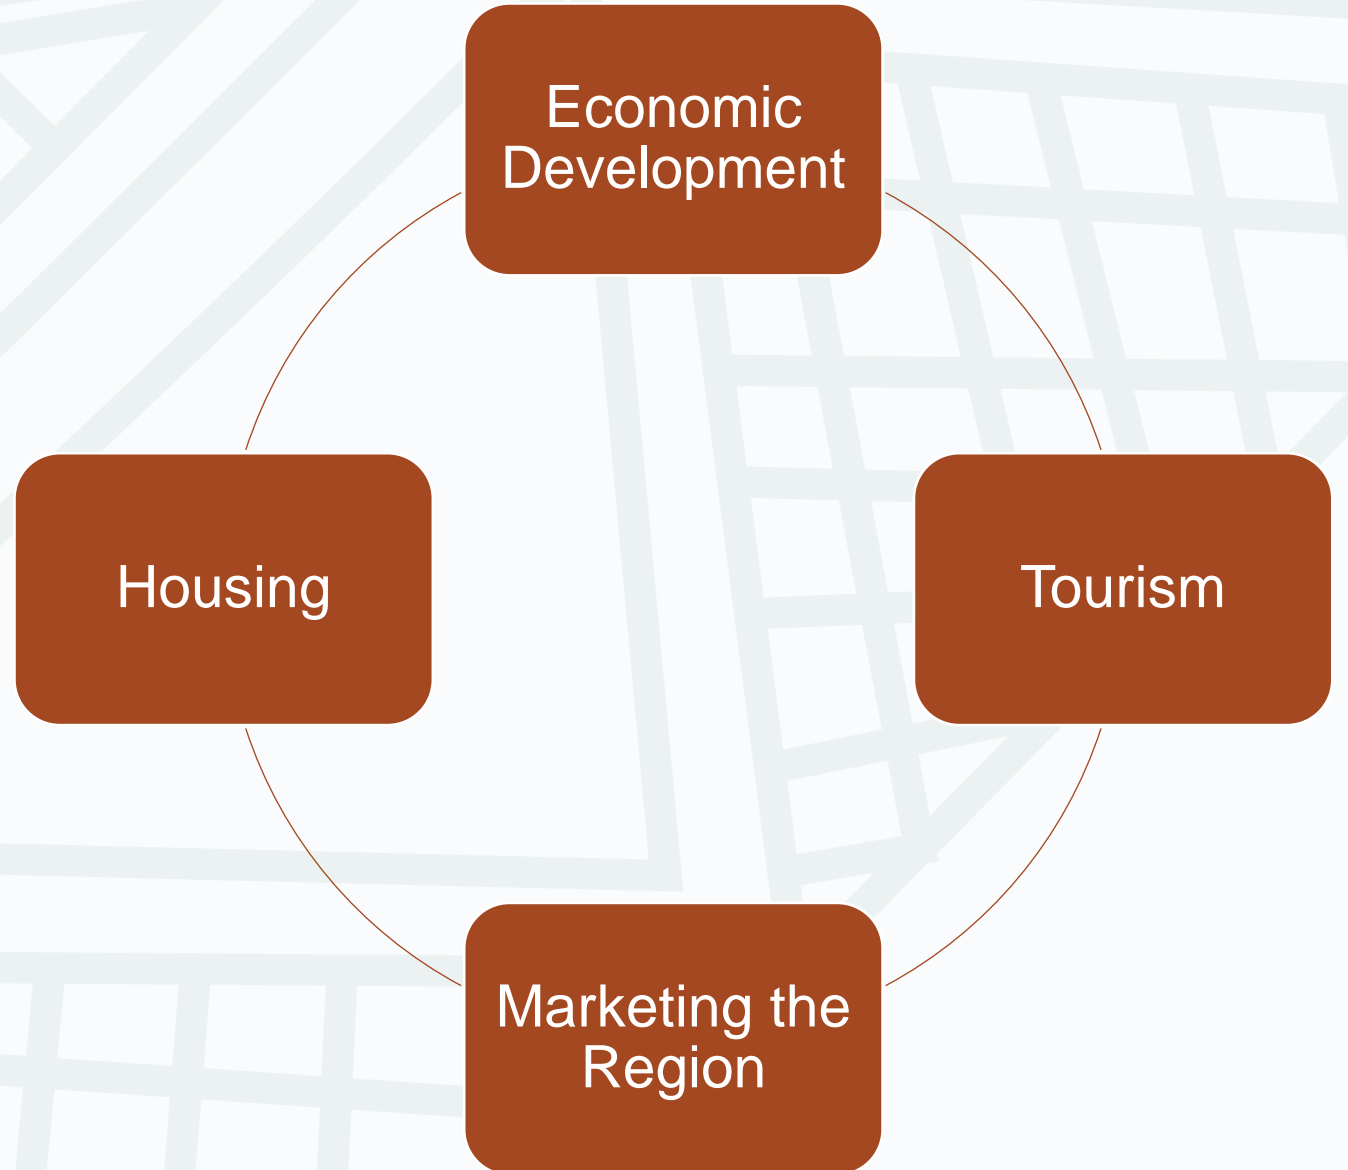 Economic
Development
Housing
Tourism
Marketing the
Region